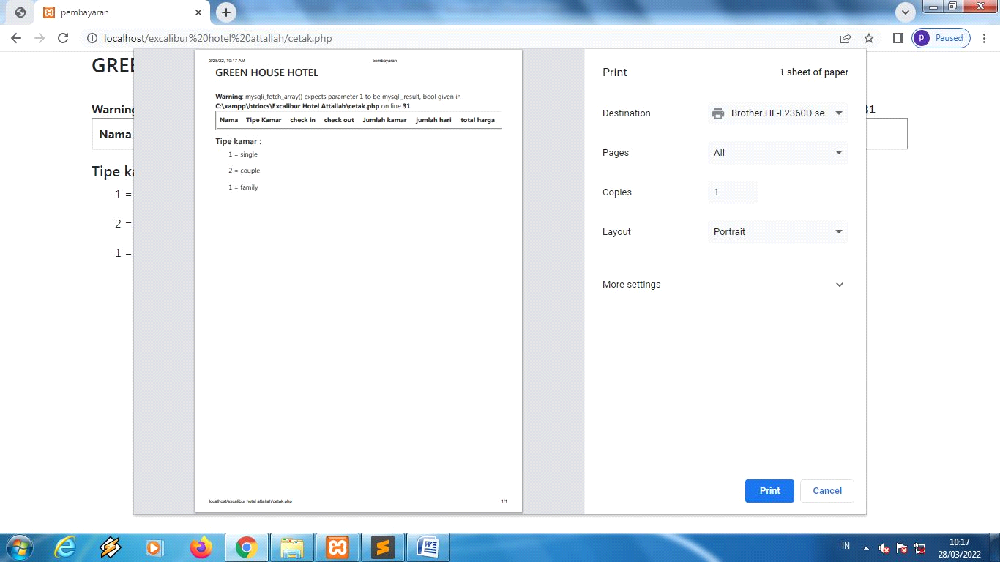 pembayaran
localhost/excalibur%20hotel%20attallah/cetak.php
P
Paused
GREE
Warning
31
Nama
Tipe ka
1 =
2 =
1 =
3/28/22, 10:17 AM
pembayaran
GREEN HOUSE HOTEL
Warning: mysqli_fetch_array() expects parameter 1 to be mysqli_result, bool given in
C:\xampp\htdocs\Excalibur Hotel Attallah\cetak.php on line 31
Nama Tipe Kamar check in check out Jumlah kamar jumlah hari total harga
Tipe kamar :
1 = single
2 = couple
1 = family
localhost/excalibur hotel attallah/cetak.php
1/1
Print
1 sheet of paper
Destination
Brother HL-L2360D se
Pages
All
Copies
1
Layout
Portrait
More settings
Print
Cancel
IN
10:17
28/03/2022